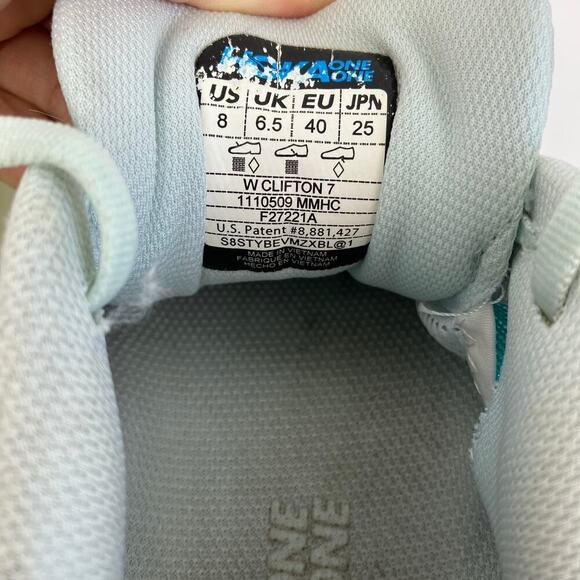 HOKA ONE ONE
US UK EU JPN
8 6.5 40 25
W CLIFTON 7
1110509 MMHC
F27221A
U.S. Patent #8,881,427
S8STYBEVMZXBL@1
MADE IN VIETNAM
FABRIQUE EN VIETNAM
HECHO EN VIETNAM
ONE
ONE